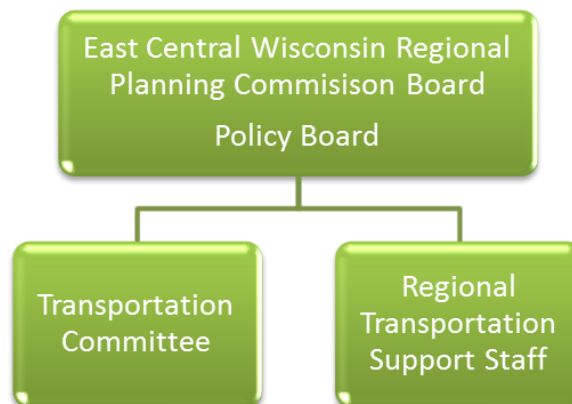 East Central Wisconsin Regional
Planning Commisison Board
Policy Board
Transportation
Committee
Regional
Transportation
Support Staff